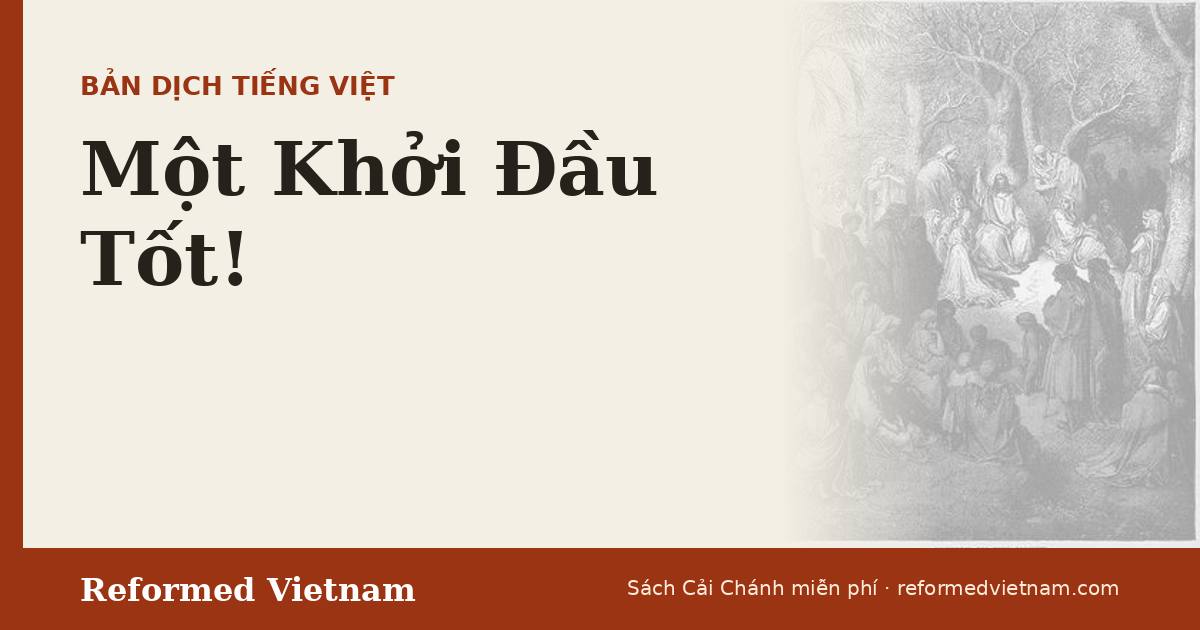 BẢN DỊCH TIẾNG VIỆT
Một Khởi Đầu
Tốt!
Reformed Vietnam
Sách Cải Chánh miễn phí · reformedvietnam.com